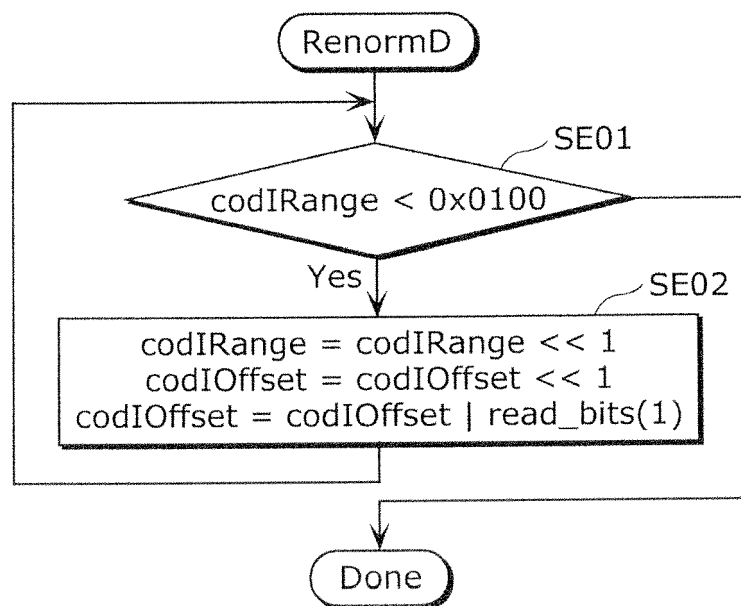 RenormD
SE01
codIRange < 0x0100
Yes
SE02
codIRange = codIRange << 1
codIOffset = codIOffset << 1
codIOffset = codIOffset | read_bits(1)
Done